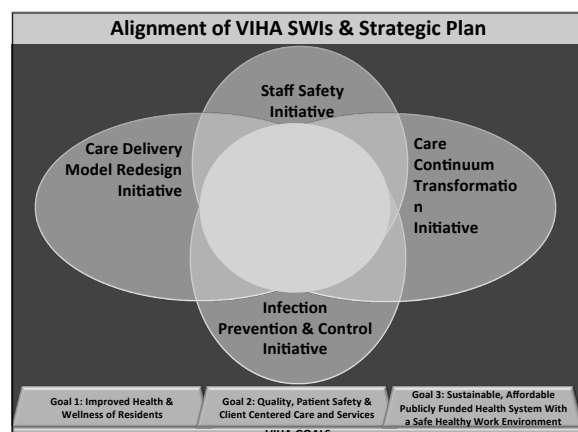 Alignment of VIHA SWIs & Strategic Plan
Staff Safety
Initiative
Care Delivery
Model Redesign
Initiative
Care
Continuum
Transformatio
n
Initiative
Infection
Prevention & Control
Initiative
Goal 1: Improved Health &
Wellness of Residents
Goal 2: Quality, Patient Safety &
Client Centered Care and Services
Goal 3: Sustainable, Affordable
Publicly Funded Health System With
a Safe Healthy Work Environment
VIHA GOALS